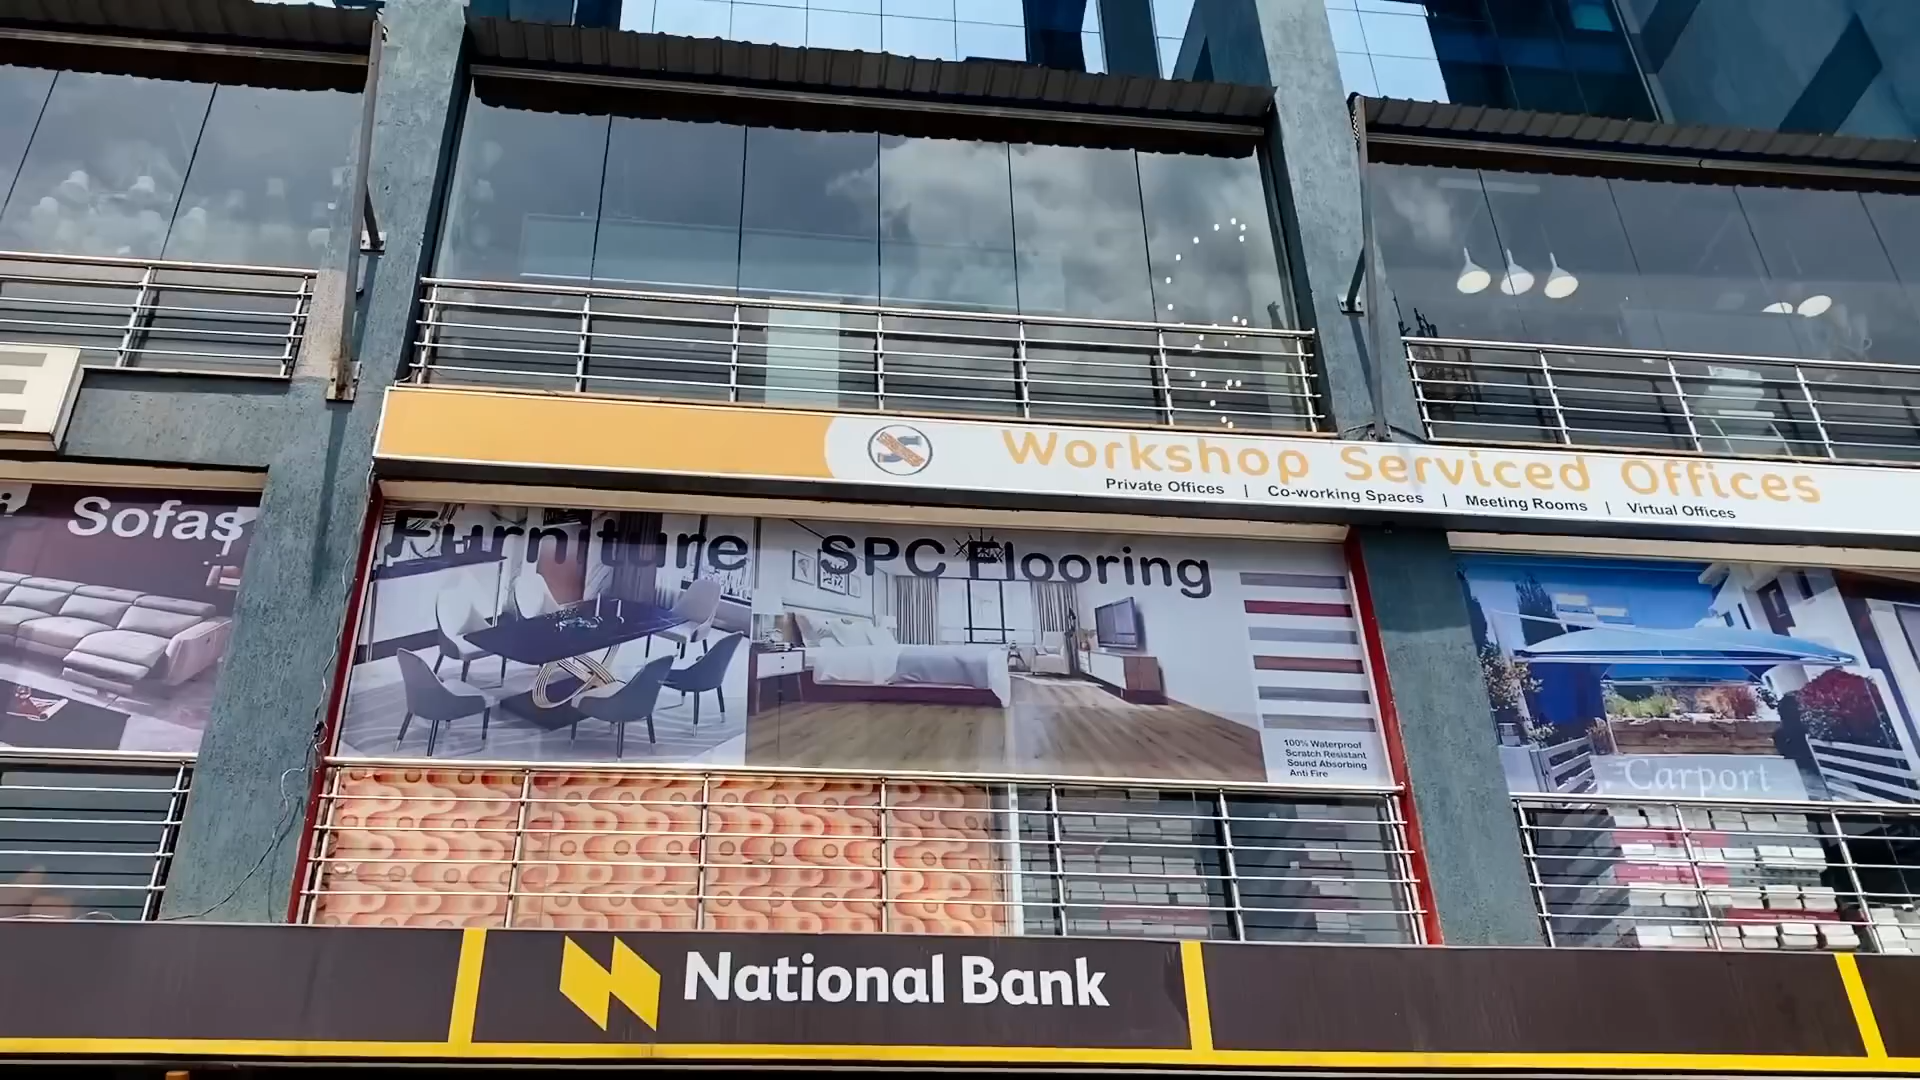 E
Workshop Serviced Offices
Private Offices | Co-working Spaces | Meeting Rooms | Virtual Offices
Sofas
Furniture
SPC Flooring
100% Waterproof
Scratch Resistant
Sound Absorbing
Anti Fire
Carport
National Bank